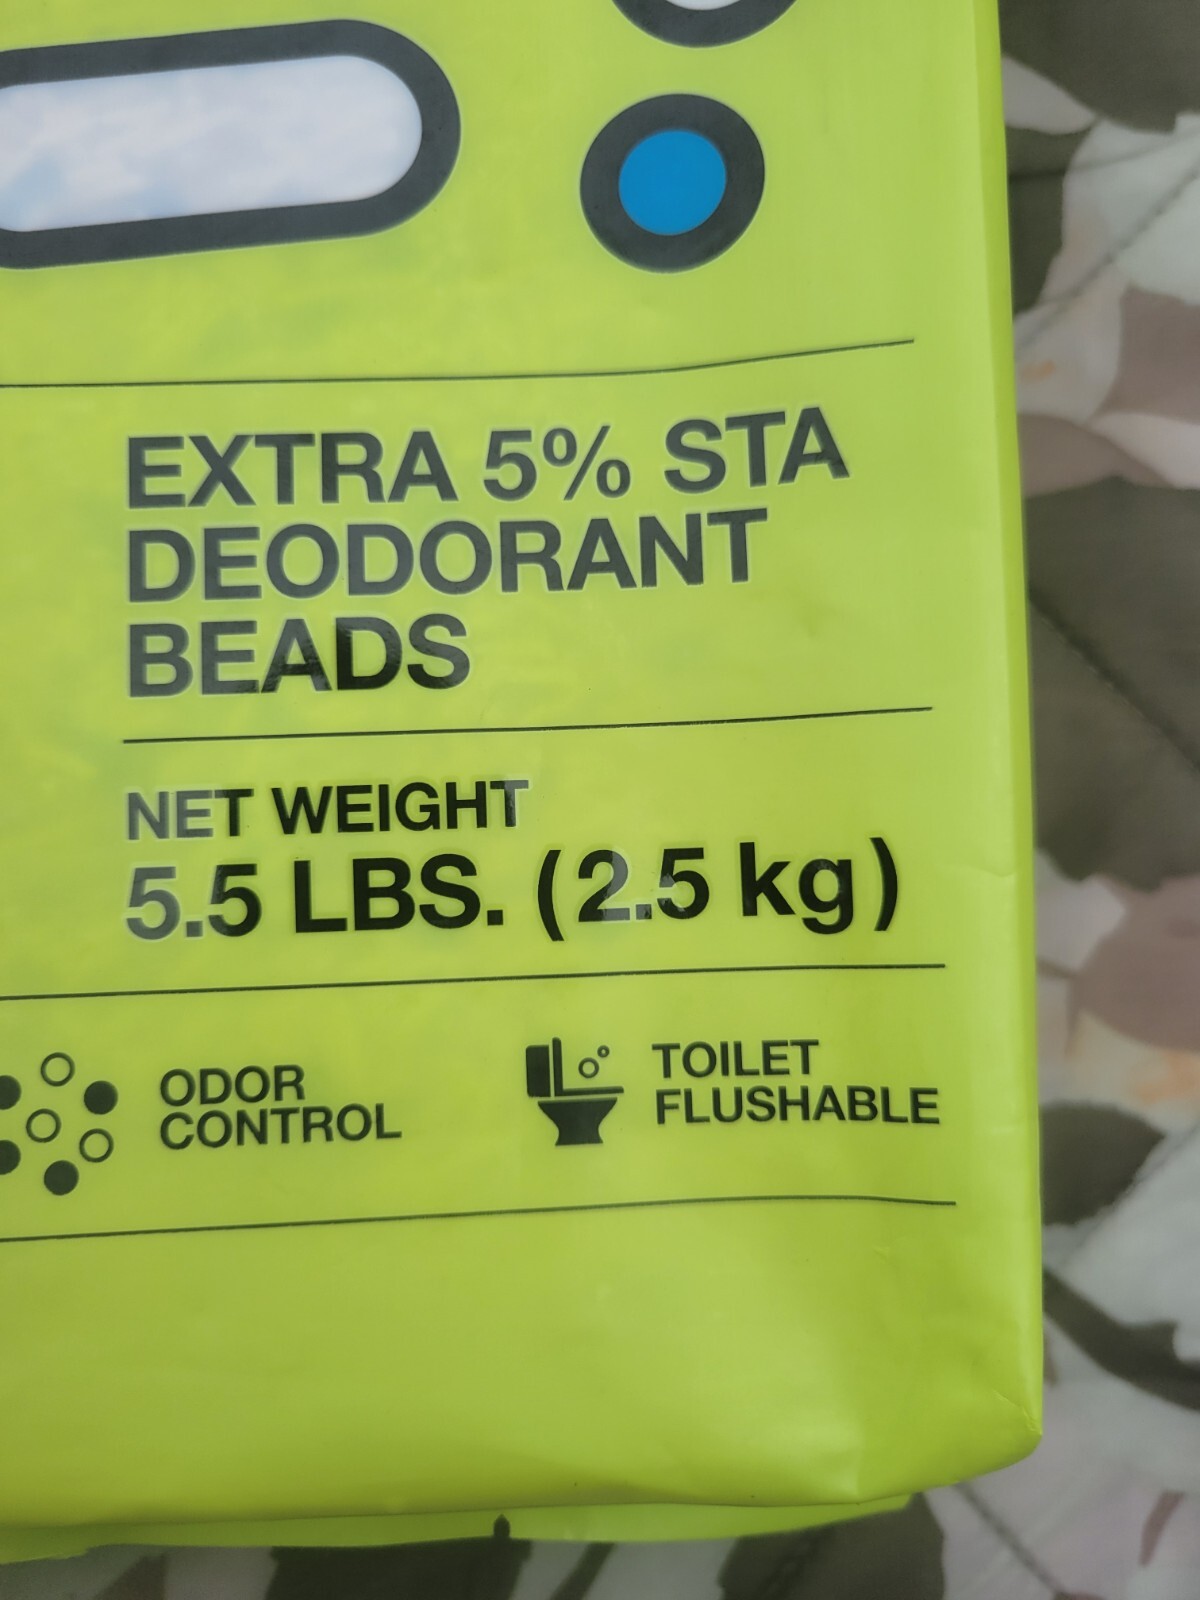 EXTRA 5% STA
DEODORANT
BEADS
NET WEIGHT
5.5 LBS. (2.5 kg)
ODOR
CONTROL
TOILET
FLUSHABLE